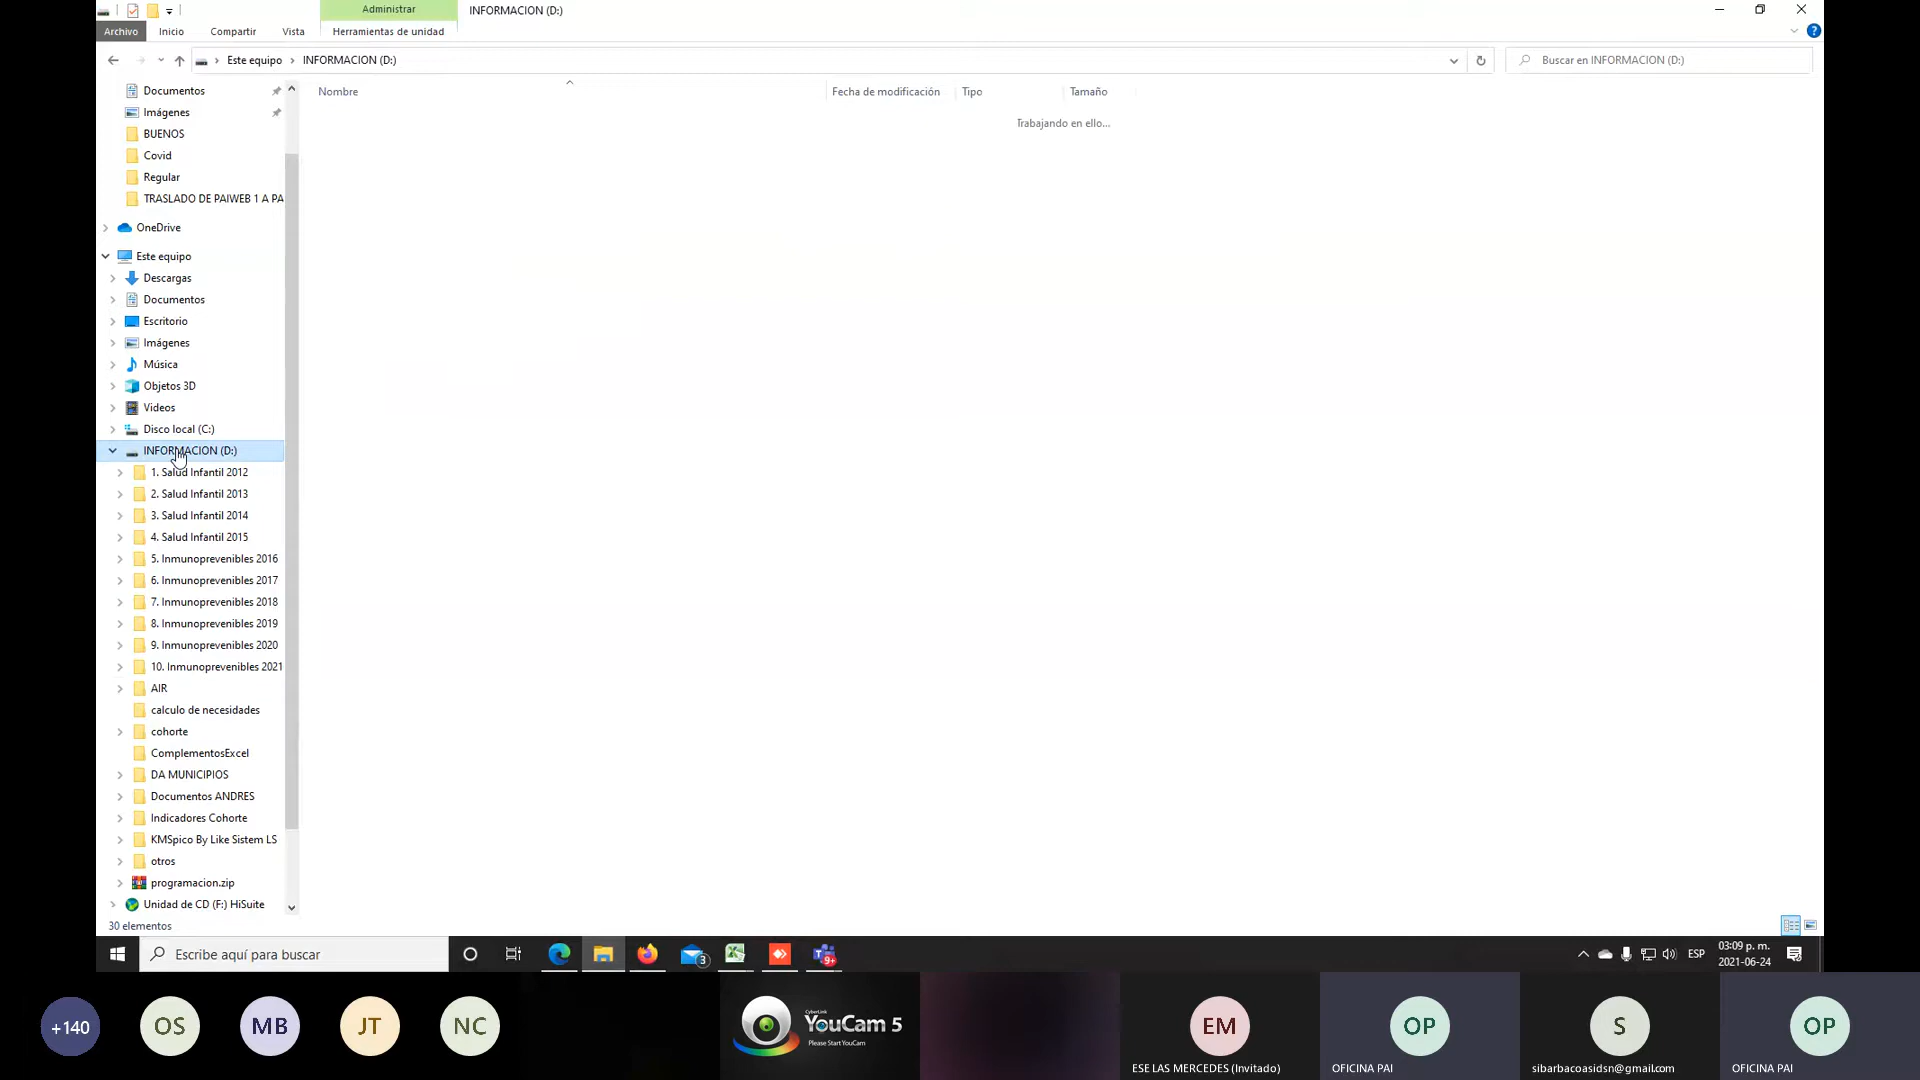 Administrar
INFORMACION (D:)
Archivo
Inicio
Compartir
Vista
Herramientas de unidad
Este equipo
INFORMACION (D:)
Buscar en INFORMACION (D:)
Documentos
Imágenes
BUENOS
Covid
Regular
TRASLADO DE PAIWEB 1 A PA
OneDrive
Este equipo
Descargas
Documentos
Escritorio
Imágenes
Música
Objetos 3D
Videos
Disco local (C:)
INFORMACION (D:)
1. Salud Infantil 2012
2. Salud Infantil 2013
3. Salud Infantil 2014
4. Salud Infantil 2015
5. Inmunoprevenibles 2016
6. Inmunoprevenibles 2017
7. Inmunoprevenibles 2018
8. Inmunoprevenibles 2019
9. Inmunoprevenibles 2020
10. Inmunoprevenibles 2021
AIR
calculo de necesidades
cohorte
ComplementosExcel
DA MUNICIPIOS
Documentos ANDRES
Indicadores Cohorte
KMSpico By Like Sistem LS
otros
programacion.zip
Unidad de CD (F:) HiSuite
Nombre
Fecha de modificación
Tipo
Tamaño
Trabajando en ello...
30 elementos
Escribe aquí para buscar
3
9+
ESP
03:09 p. m.
2021-06-24
+140
OS
MB
JT
NC
CyberLink
YouCam 5
Please Start YouCam
EM
ESE LAS MERCEDES (Invitado)
OP
OFICINA PAI
S
sibarbacoasidsn@gmail.com
OP
OFICINA PAI